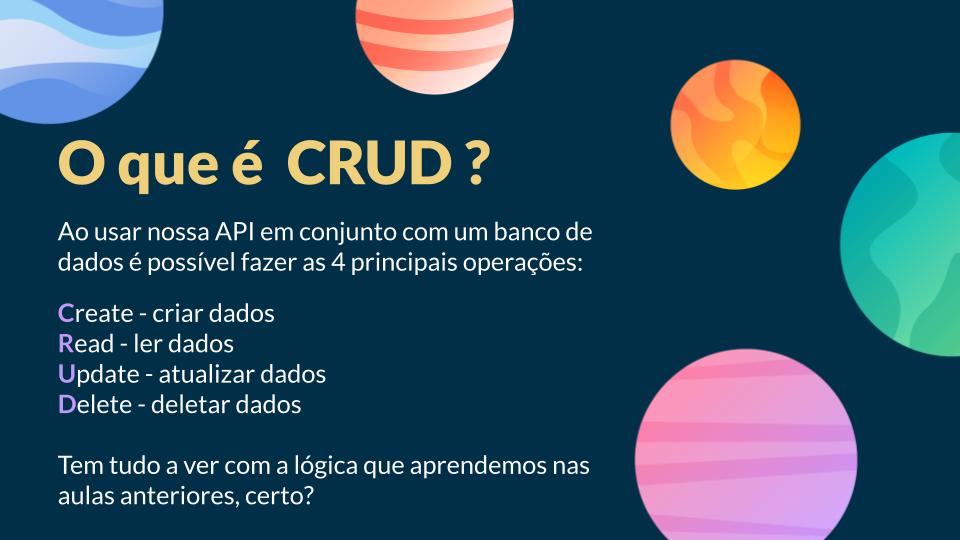 O que é CRUD ?
Ao usar nossa API em conjunto com um banco de
dados é possível fazer as 4 principais operações:
Create - criar dados
Read - ler dados
Update - atualizar dados
Delete - deletar dados
Tem tudo a ver com a lógica que aprendemos nas
aulas anteriores, certo?